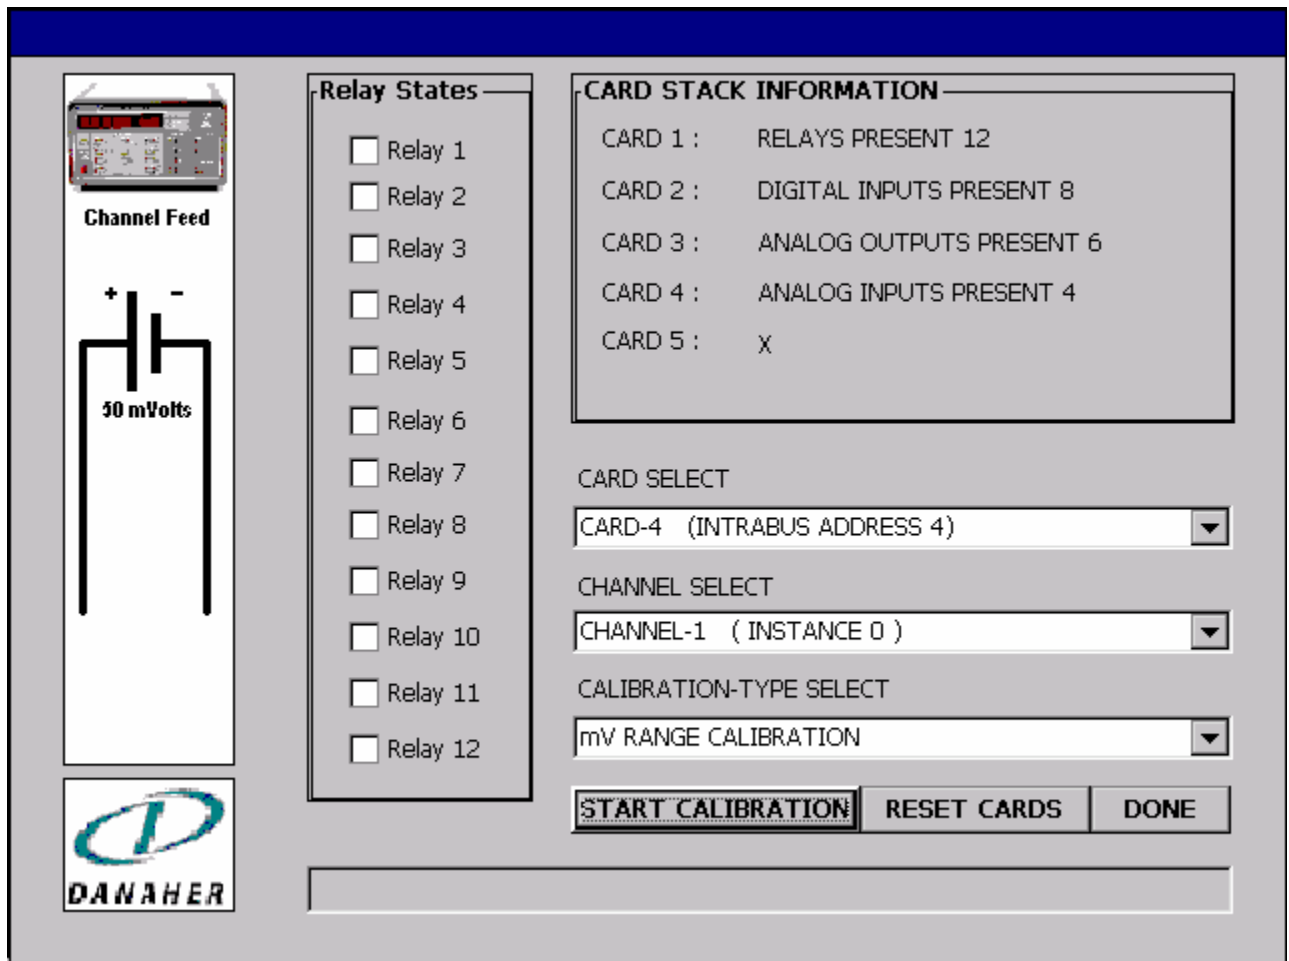 Channel Feed
+ -
50 mVolts
DANAHER
Relay States
Relay 1
Relay 2
Relay 3
Relay 4
Relay 5
Relay 6
Relay 7
Relay 8
Relay 9
Relay 10
Relay 11
Relay 12
CARD STACK INFORMATION
CARD 1 : RELAYS PRESENT 12
CARD 2 : DIGITAL INPUTS PRESENT 8
CARD 3 : ANALOG OUTPUTS PRESENT 6
CARD 4 : ANALOG INPUTS PRESENT 4
CARD 5 : X
CARD SELECT
CARD-4 (INTRABUS ADDRESS 4)
CHANNEL SELECT
CHANNEL-1 ( INSTANCE 0 )
CALIBRATION-TYPE SELECT
mV RANGE CALIBRATION
START CALIBRATION RESET CARDS DONE